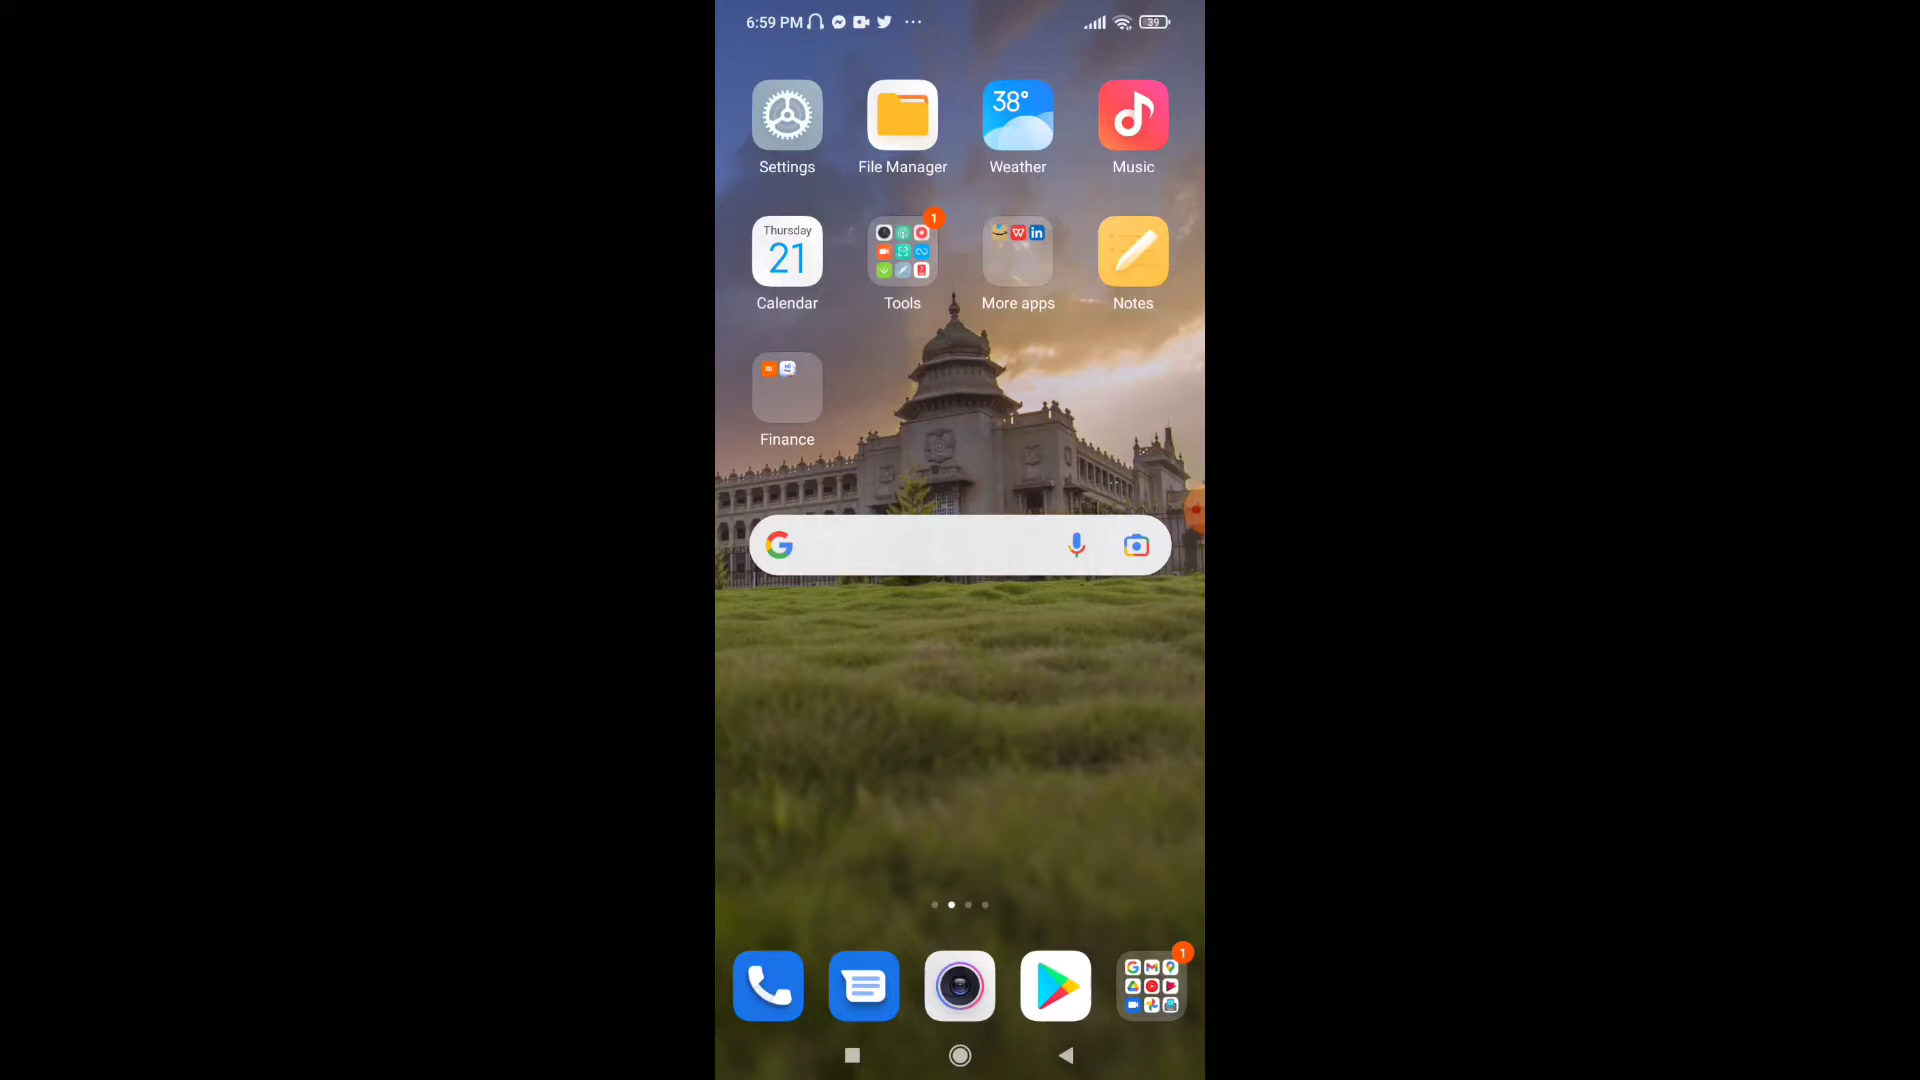 6:59 PM
39
38°
Settings
File Manager
Weather
Music
Thursday
21
1
in
Calendar
Tools
More apps
Notes
Finance
1